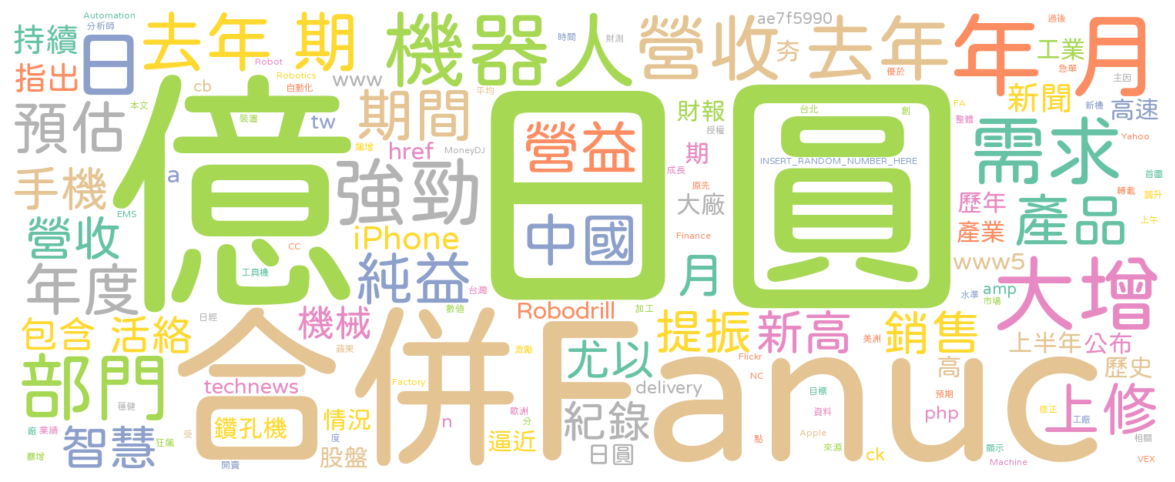 億日圓
合併
Fanuc
機器人
去年
期
營收
去年
年
月
日
持續
指出
預估
手機
營收
年度
期間
強勁
純益
iPhone
營益
中國
財報
大廠
需求
產品
大增
工業
新聞
高速
歷年
產業
www5
amp
上修
部門
智慧
包含
活絡
機械
technews
鑽孔機
情況
股盤
逼近
紀錄
日圓
尤以
提振
新高
銷售
上半年
公布
歷史
高
php
ck
n
delivery
Robodrill
月
期
href
tw
a
www
cb
夯
ae7f5990
INSERT_RANDOM_NUMBER_HERE
Automation
分析師
Robot
Robotics
自動化
本文
裝置
MoneyDJ
平均
時間
財測
授權
成長
原先
Finance
台北
創
優於
過後
急單
主因
FA
整體
新機
Yahoo
首圖
轉載
調升
上午
水準
市場
EMS
CC
工具機
日經
蘋果
台灣
數值
加工
激勵
Factory
歐洲
分
度
受
穩健
廠
業績
狂飆
暴增
開賣
Flickr
NC
美洲
目標
資料
Apple
來源
點
預期
修正
工廠
相關
顯示
Machine
VEX